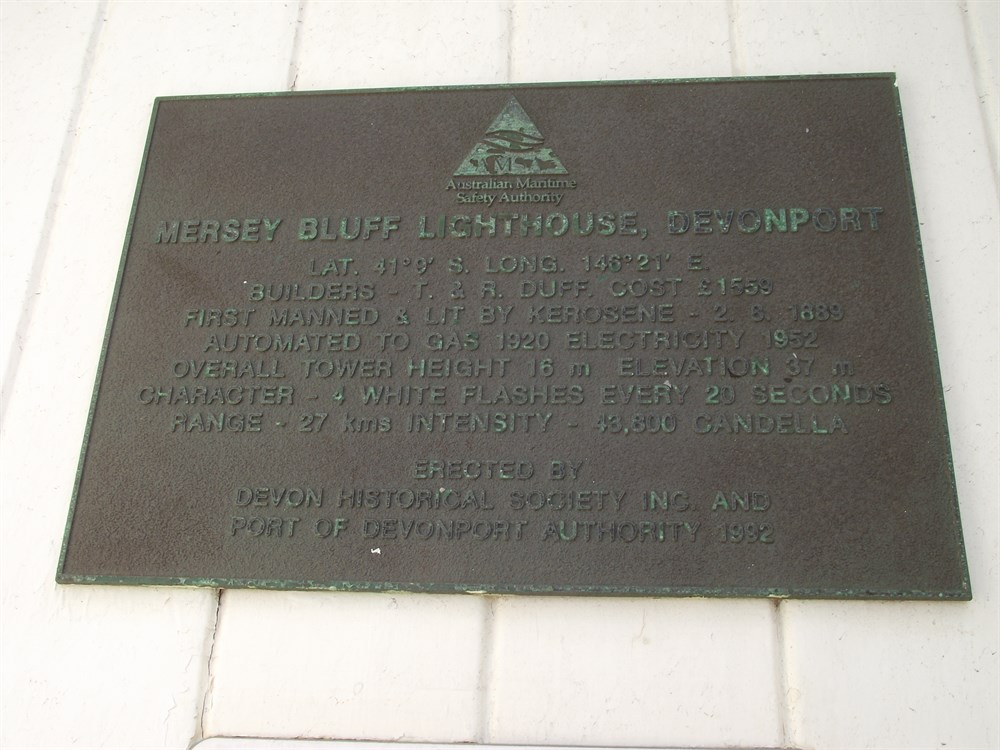 M
Australian Maritime
Safety Authority
MERSEY BLUFF LIGHTHOUSE, DEVONPORT
LAT. 41°9' S. LONG. 146°21' E.
BUILDERS - T. & R. DUFF. COST £1559
FIRST MANNED & LIT BY KEROSENE - 2. 6. 1889
AUTOMATED TO GAS 1920 ELECTRICITY 1952
OVERALL TOWER HEIGHT 16 m ELEVATION 37 m
CHARACTER - 4 WHITE FLASHES EVERY 20 SECONDS
RANGE - 27 kms INTENSITY - CANDELLA
ERECTED BY
DEVON HISTORICAL SOCIETY INC. AND
PORT OF DEVONPORT AUTHORITY 1992